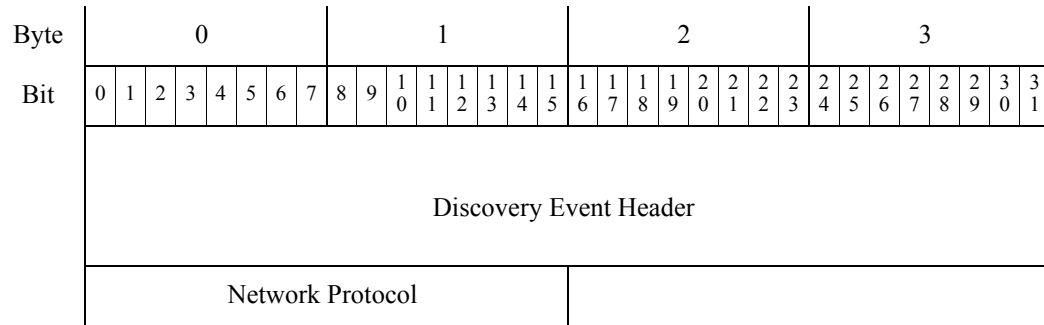 Byte 0 1 2 3
Bit 0 1 2 3 4 5 6 7 8 9 10 11 12 13 14 15 16 17 18 19 20 21 22 23 24 25 26 27 28 29 30 31
Discovery Event Header
Network Protocol